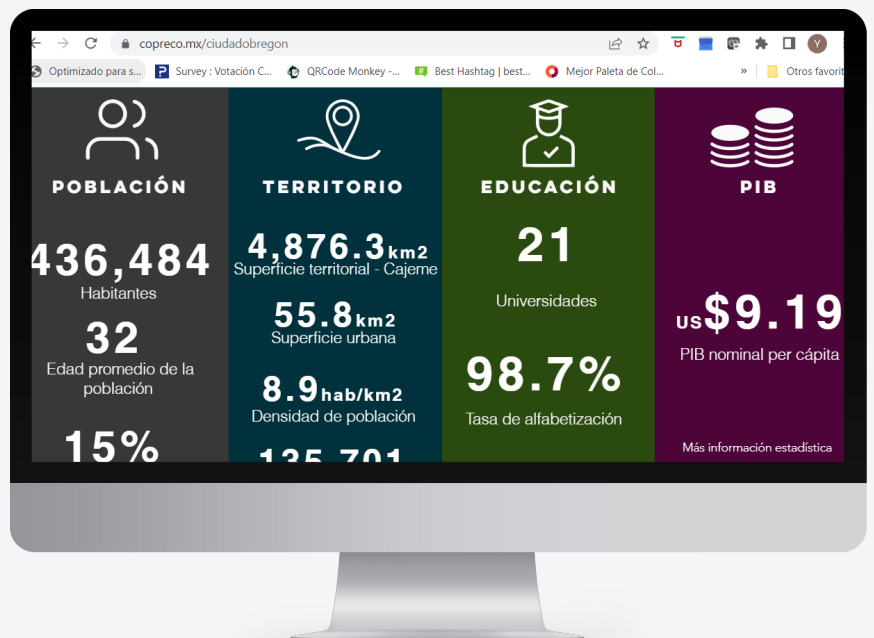 copreco.mx/ciudadobregon
Y
Optimizado para s...
Survey : Votación C...
QRCode Monkey -...
Best Hashtag | best...
Mejor Paleta de Col...
»
Otros favorit
POBLACIÓN
436,484
Habitantes
32
Edad promedio de la
población
15%
TERRITORIO
4,876.3km2
Superficie territorial - Cajeme
55.8km2
Superficie urbana
8.9hab/km2
Densidad de población
135,701
EDUCACIÓN
21
Universidades
98.7%
Tasa de alfabetización
PIB
US$9.19
PIB nominal per cápita
Más información estadística